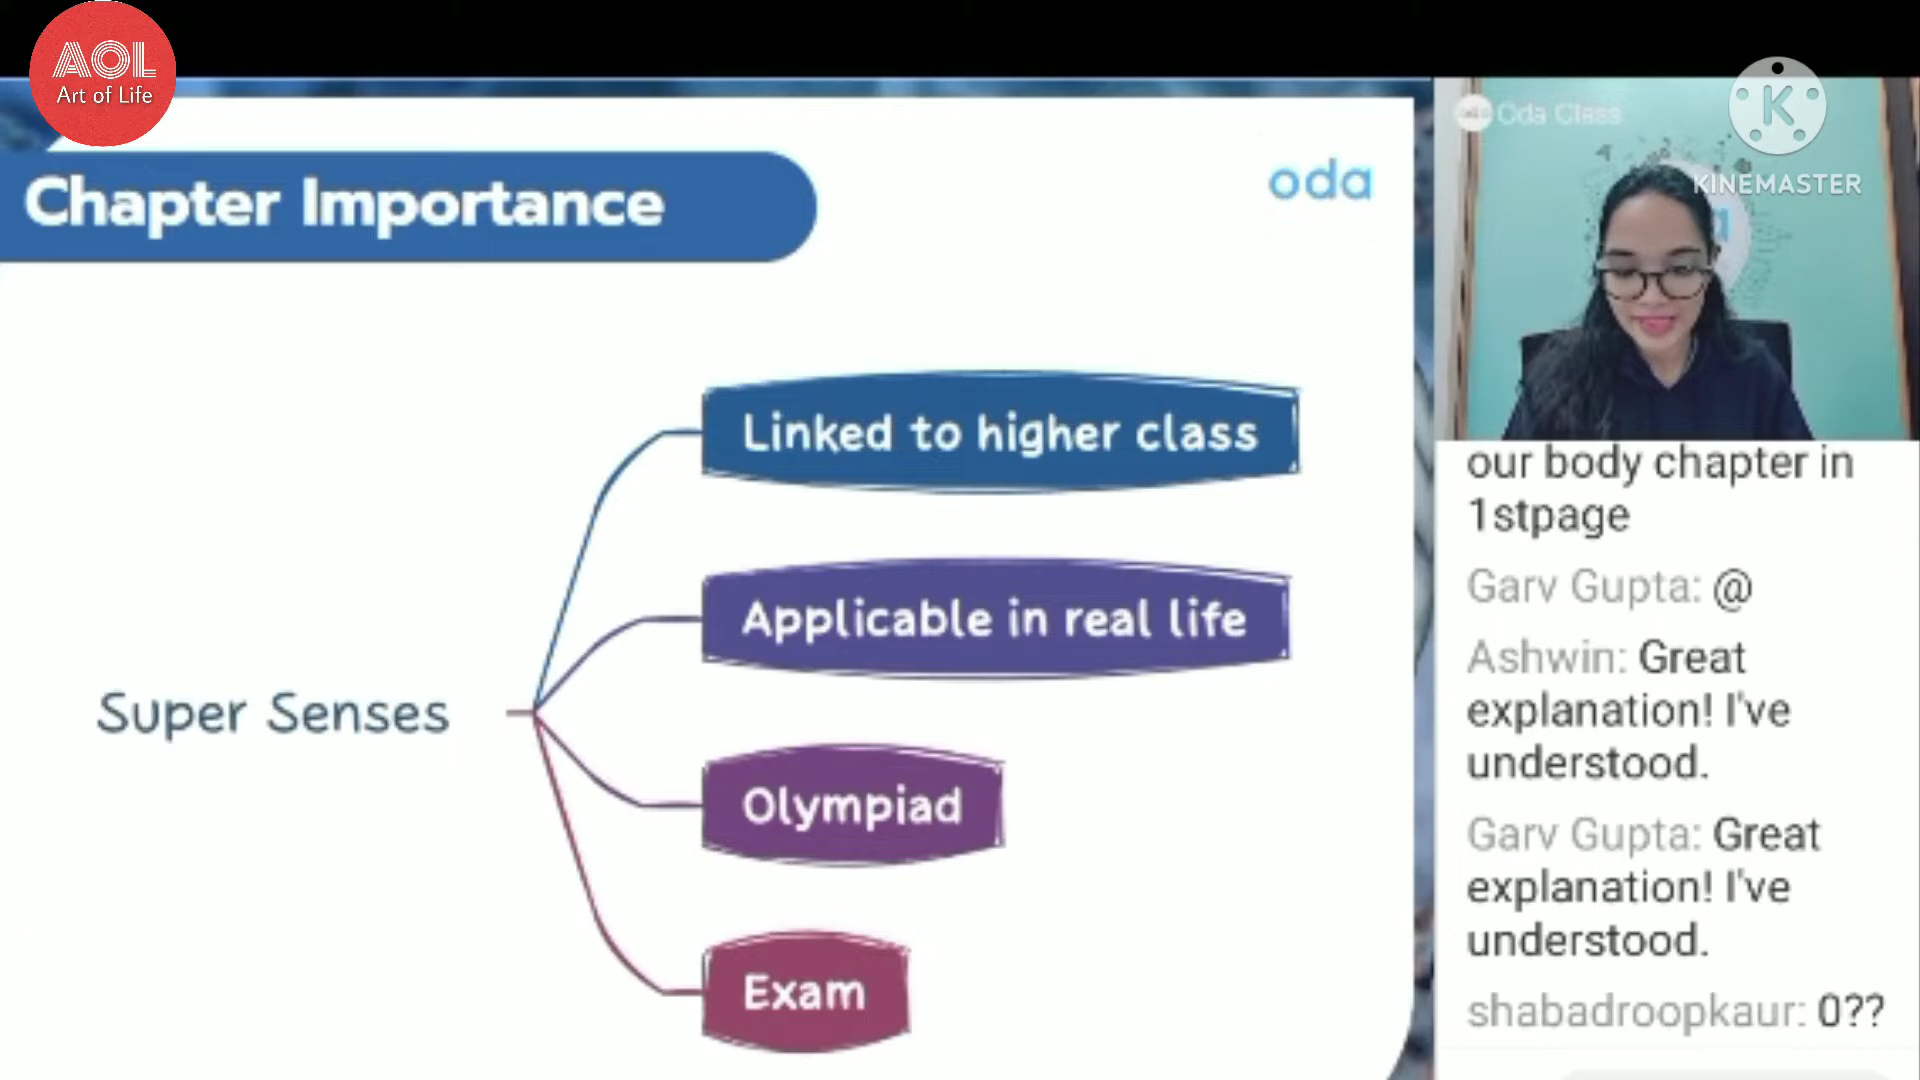 AOL
Art of Life
Chapter Importance
oda
Linked to higher class
Applicable in real life
Super Senses
Olympiad
Exam
Oda Class
K
KINEMASTER
our body chapter in
1stpage
Garv Gupta: @
Ashwin: Great
explanation! I've
understood.
Garv Gupta: Great
explanation! I've
understood.
shabadroopkaur: 0??